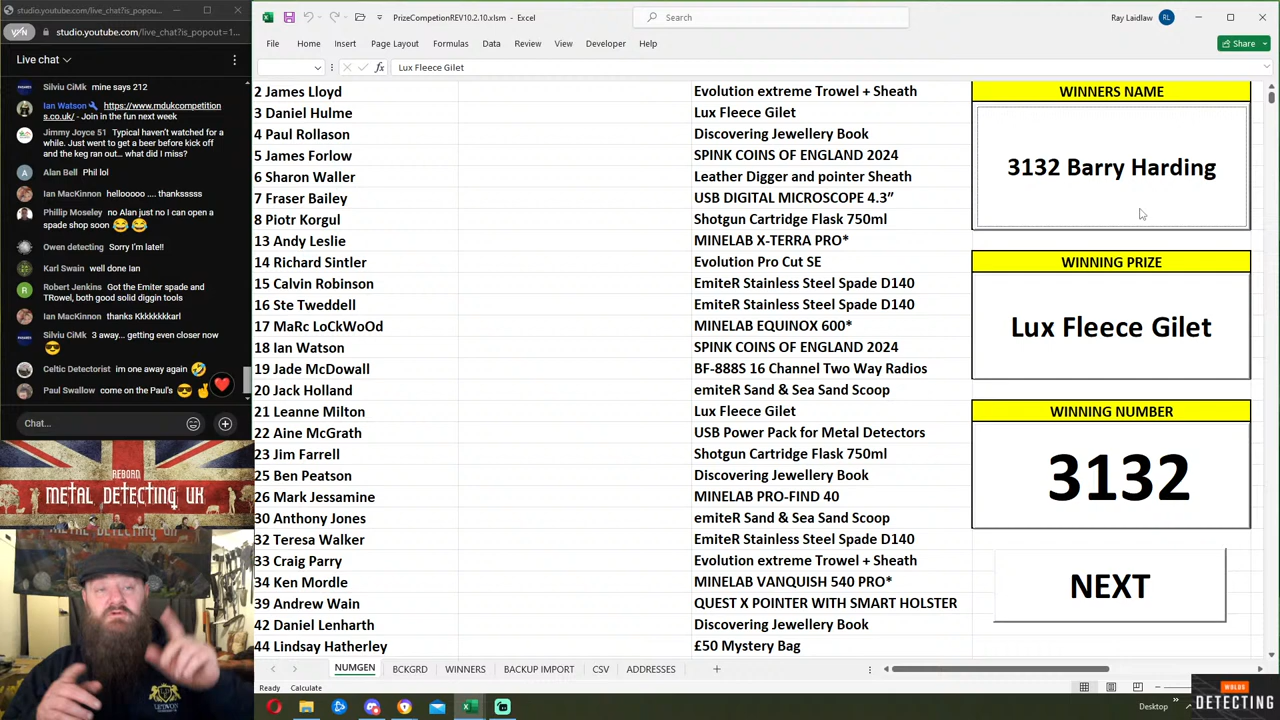 studio.youtube.com/live_chat?is_popout=...
studio.youtube.com/live_chat?is_popout=1...
Live chat
Silviu CiMk mine says 212
Ian Watson https://www.mdukcompetition
s.co.uk/ - Join in the fun next week
Jimmy Joyce 51 Typical haven't watched for a
while. Just went to get a beer before kick off
and the keg ran out... what did I miss?
Alan Bell Phil lol
Ian MacKinnon hellooooo .... thanksssss
Phillip Moseley no Alan just no I can open a
spade shop soon 😂 😂
Owen detecting Sorry I'm late!!
Karl Swain well done Ian
Robert Jenkins Got the Emiter spade and
TRowel, both good solid diggin tools
Ian MacKinnon thanks Kkkkkkkkarl
Silviu CiMk 3 away... getting even closer now
😎
Celtic Detectorist im one away again 🤣
Paul Swallow come on the Paul's 😎 🤞
Chat...
REBORN
METAL DETECTING UK
PrizeCompetionREV10.2.10.xlsm - Excel
Search
Ray Laidlaw RL
File Home Insert Page Layout Formulas Data Review View Developer Help
Share
fx Lux Fleece Gilet
2 James Lloyd Evolution extreme Trowel + Sheath
3 Daniel Hulme Lux Fleece Gilet
4 Paul Rollason Discovering Jewellery Book
5 James Forlow SPINK COINS OF ENGLAND 2024
6 Sharon Waller Leather Digger and pointer Sheath
7 Fraser Bailey USB DIGITAL MICROSCOPE 4.3”
8 Piotr Korgul Shotgun Cartridge Flask 750ml
13 Andy Leslie MINELAB X-TERRA PRO*
14 Richard Sintler Evolution Pro Cut SE
15 Calvin Robinson EmiteR Stainless Steel Spade D140
16 Ste Tweddell EmiteR Stainless Steel Spade D140
17 MaRc LoCkWoOd MINELAB EQUINOX 600*
18 Ian Watson SPINK COINS OF ENGLAND 2024
19 Jade McDowall BF-888S 16 Channel Two Way Radios
20 Jack Holland emiteR Sand & Sea Sand Scoop
21 Leanne Milton Lux Fleece Gilet
22 Aine McGrath USB Power Pack for Metal Detectors
23 Jim Farrell Shotgun Cartridge Flask 750ml
25 Ben Peatson Discovering Jewellery Book
26 Mark Jessamine MINELAB PRO-FIND 40
30 Anthony Jones emiteR Sand & Sea Sand Scoop
32 Teresa Walker EmiteR Stainless Steel Spade D140
33 Craig Parry Evolution extreme Trowel + Sheath
34 Ken Mordle MINELAB VANQUISH 540 PRO*
39 Andrew Wain QUEST X POINTER WITH SMART HOLSTER
42 Daniel Lenharth Discovering Jewellery Book
44 Lindsay Hatherley £50 Mystery Bag
WINNERS NAME
3132 Barry Harding
WINNING PRIZE
Lux Fleece Gilet
WINNING NUMBER
3132
NEXT
NUMGEN BCKGRD WINNERS BACKUP IMPORT CSV ADDRESSES
Ready Calculate
Desktop
DETECTING